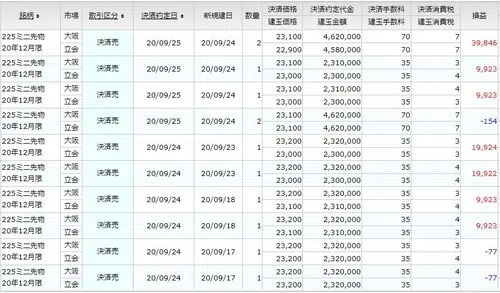 銘柄 市場 取引区分 決済約定日 新規建日 数量 決済価格 決済約定代金 決済手数料 決済消費税 損益
建玉価格 建玉金額 建玉手数料 建玉消費税
225ミニ先物 大阪 決済売 20/09/25 20/09/24 2 23,100 4,620,000 70 7 39,846
20年12月限 立会 22,900 4,580,000 70 7
225ミニ先物 大阪 決済売 20/09/25 20/09/24 1 23,100 2,310,000 35 3 9,923
20年12月限 立会 23,000 2,300,000 35 4
225ミニ先物 大阪 決済売 20/09/25 20/09/24 1 23,100 2,310,000 35 4 9,923
20年12月限 立会 23,000 2,300,000 35 3
225ミニ先物 大阪 決済売 20/09/25 20/09/24 2 23,100 4,620,000 70 7 -154
20年12月限 立会 23,100 4,620,000 70 7
225ミニ先物 大阪 決済売 20/09/24 20/09/23 1 23,200 2,320,000 35 3 19,924
20年12月限 立会 23,000 2,300,000 35 3
225ミニ先物 大阪 決済売 20/09/24 20/09/23 1 23,200 2,320,000 35 4 19,922
20年12月限 立会 23,000 2,300,000 35 4
225ミニ先物 大阪 決済売 20/09/24 20/09/18 1 23,200 2,320,000 35 3 9,923
20年12月限 立会 23,100 2,310,000 35 4
225ミニ先物 大阪 決済売 20/09/24 20/09/18 1 23,200 2,320,000 35 4 9,923
20年12月限 立会 23,100 2,310,000 35 3
225ミニ先物 大阪 決済売 20/09/24 20/09/17 1 23,200 2,320,000 35 3 -77
20年12月限 立会 23,200 2,320,000 35 4
225ミニ先物 大阪 決済売 20/09/24 20/09/17 1 23,200 2,320,000 35 4 -77
20年12月限 立会 23,200 2,320,000 35 3